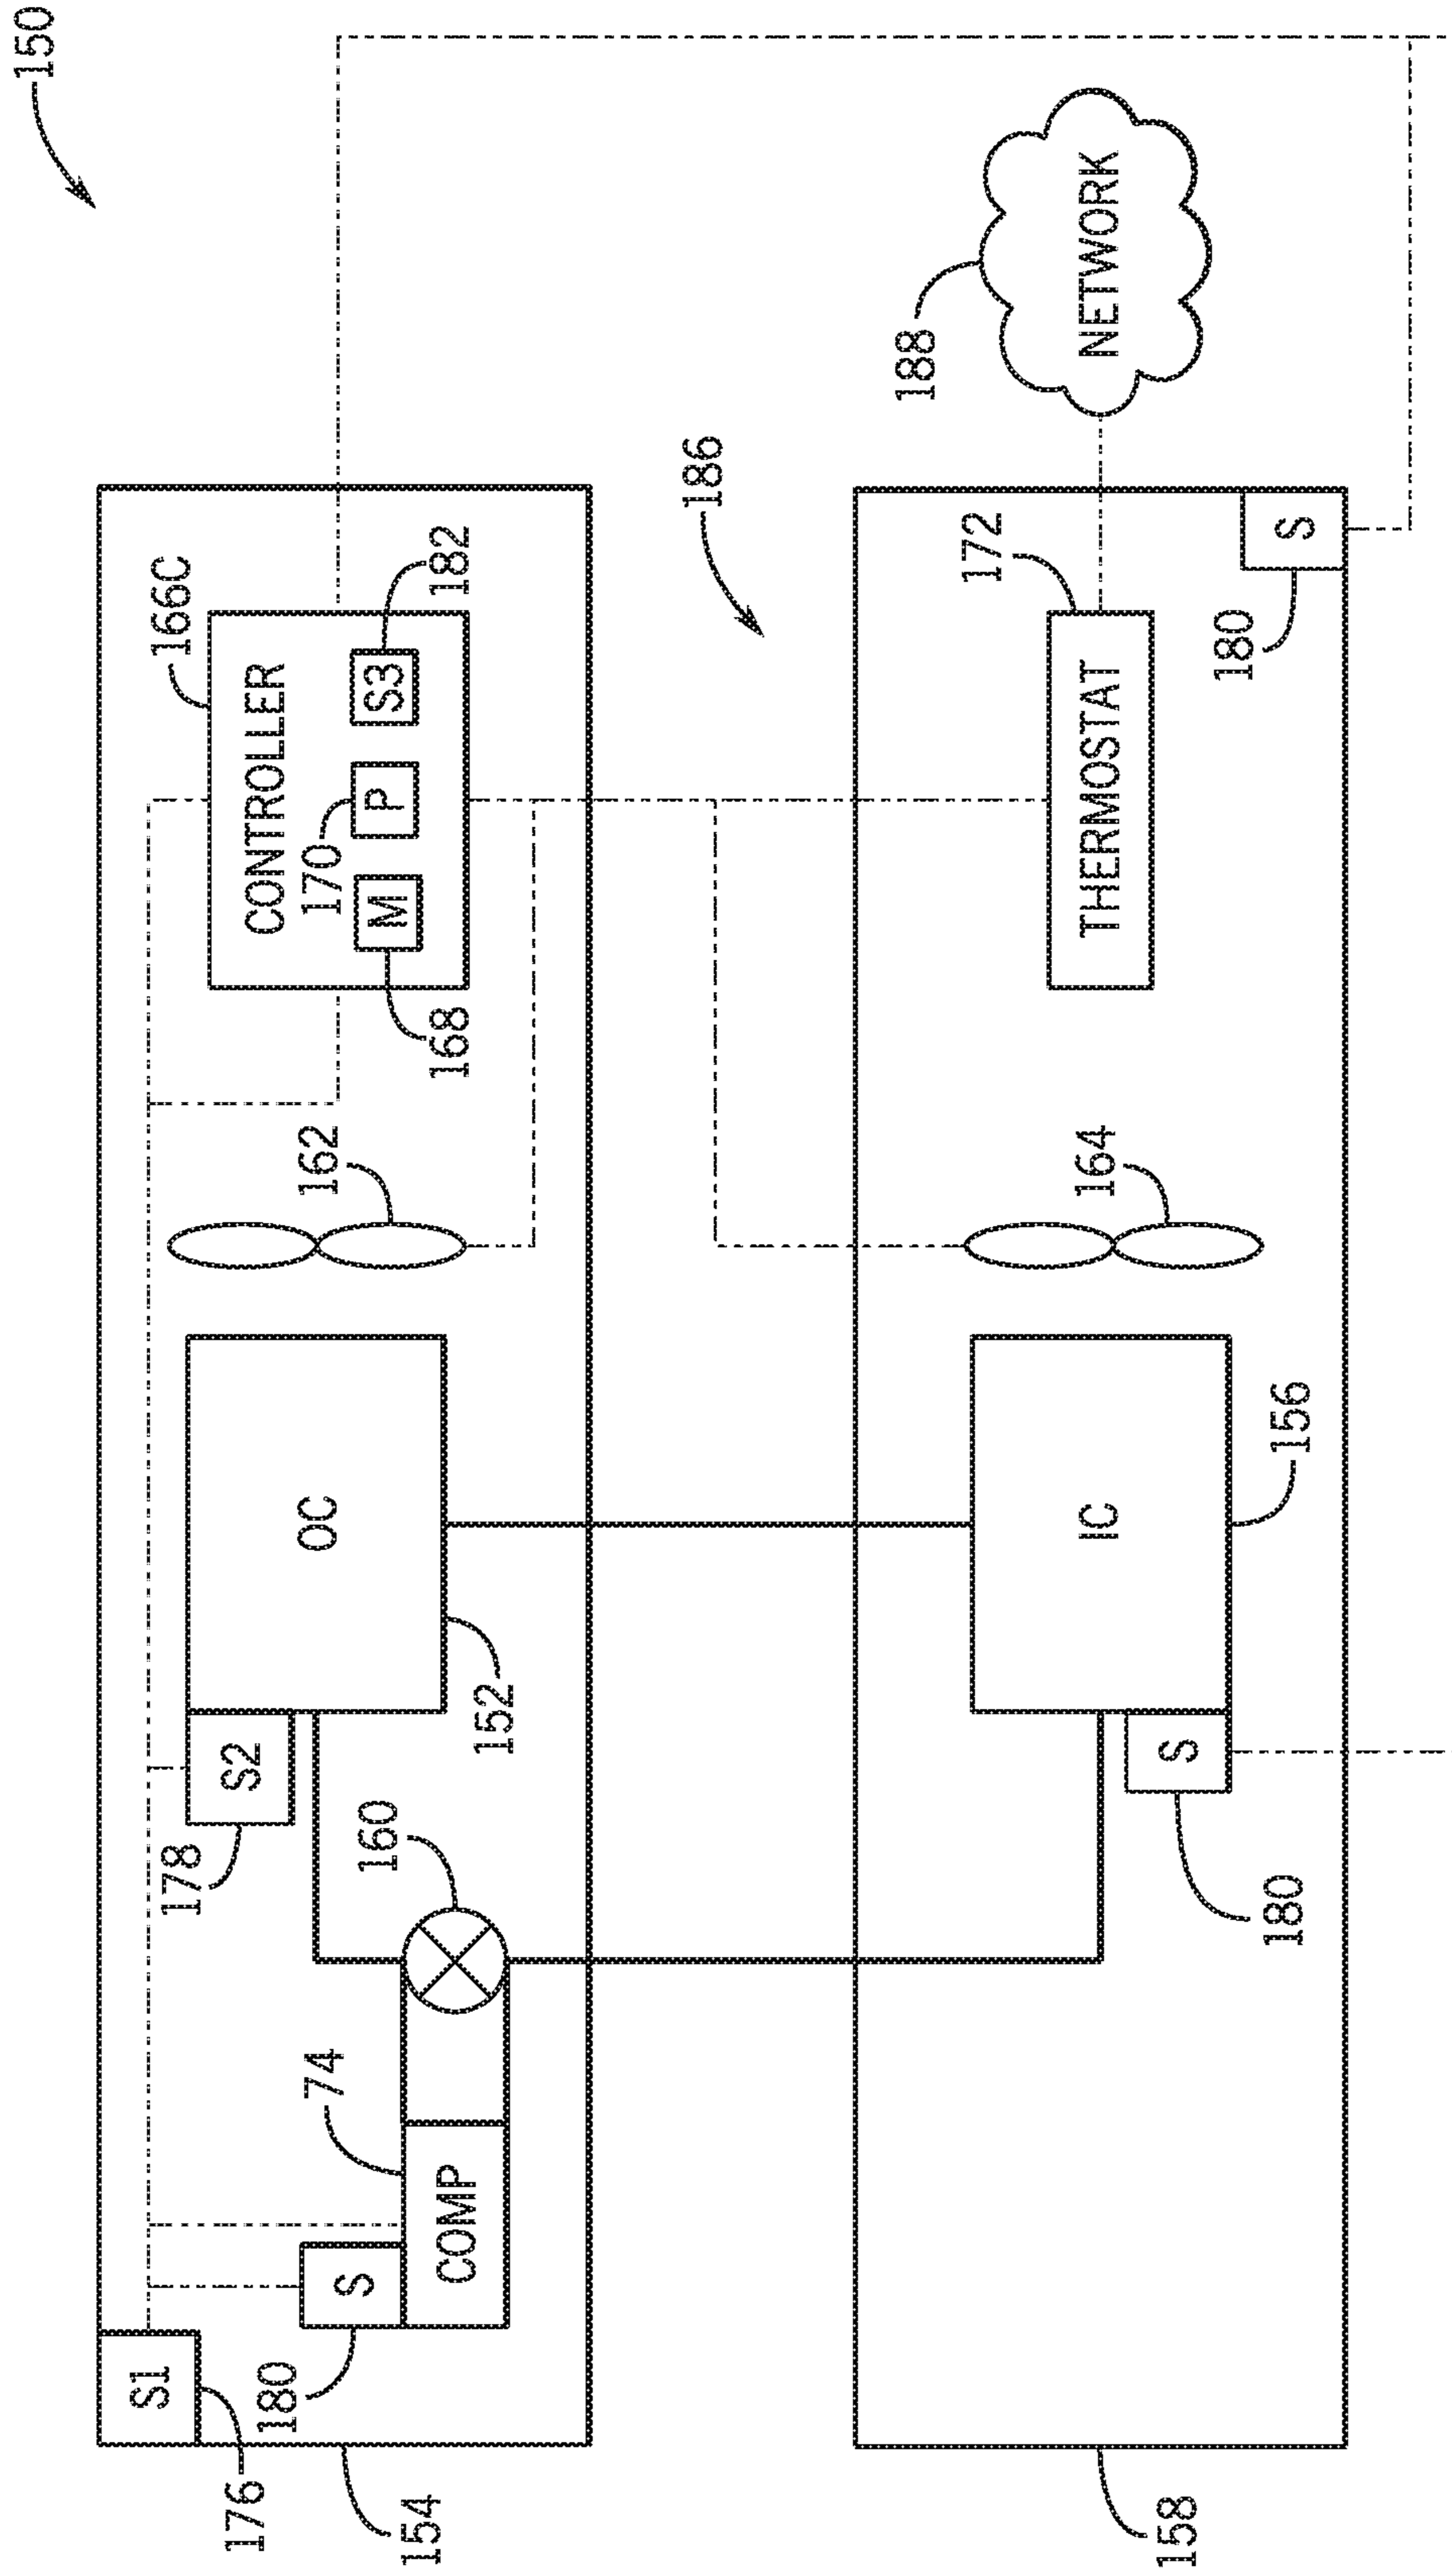 150
176
S1
154
180
S
COMP
74
160
178
S2
152
OC
162
168
CONTROLLER
166C
170
M
P
S3
182
186
158
180
S
156
IC
164
THERMOSTAT
172
180
S
188
NETWORK